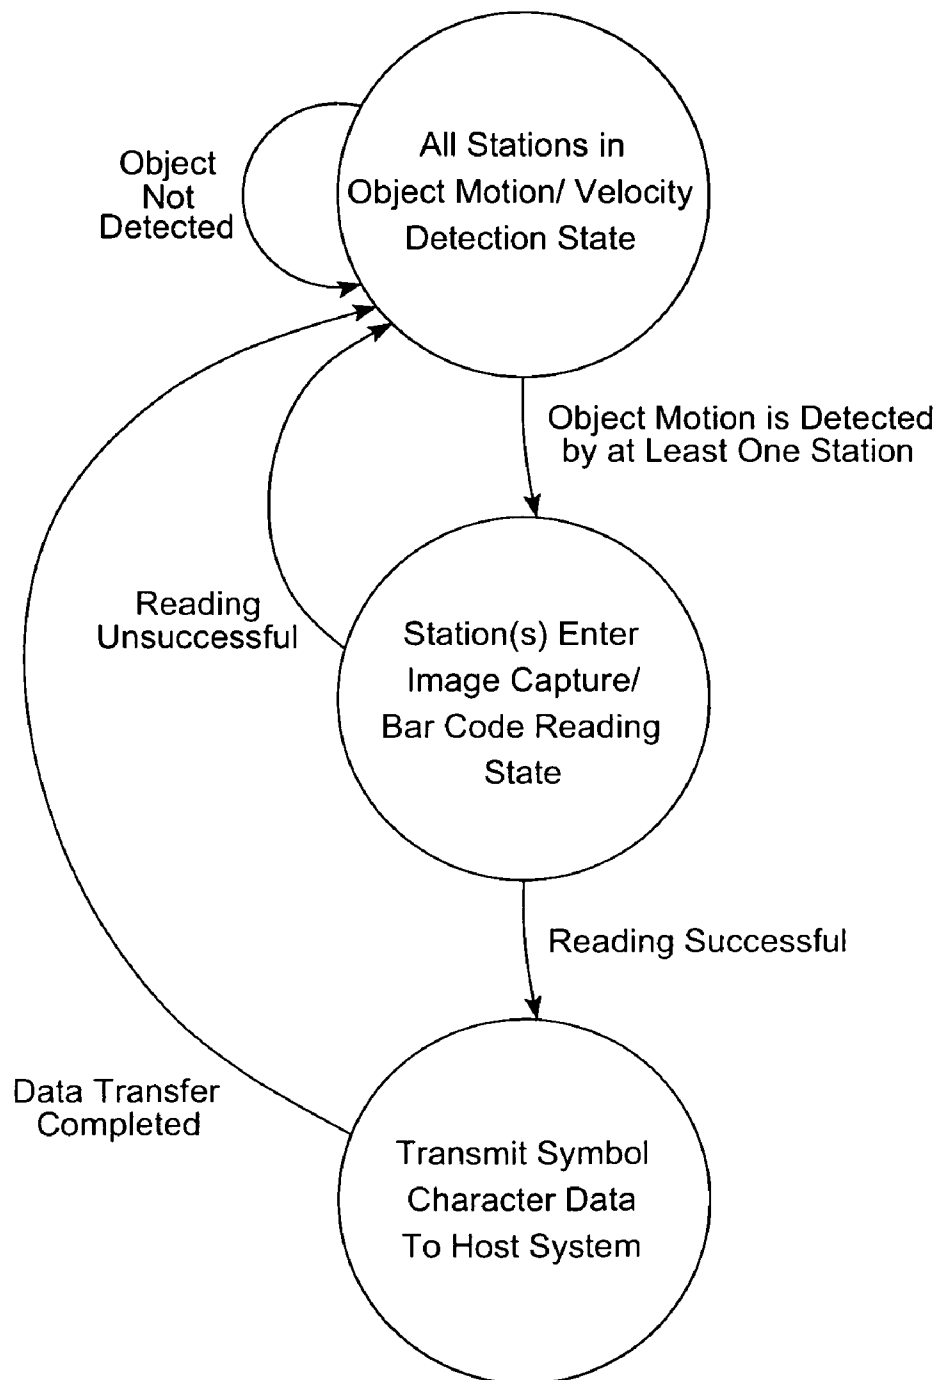 All Stations in
Object Motion/ Velocity
Detection State
Object
Not
Detected
Object Motion is Detected
by at Least One Station
Reading
Unsuccessful
Station(s) Enter
Image Capture/
Bar Code Reading
State
Reading Successful
Data Transfer
Completed
Transmit Symbol
Character Data
To Host System